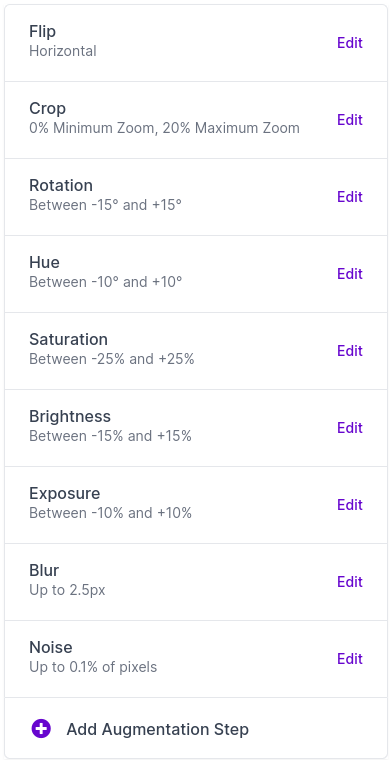 Flip
Horizontal
Edit
Crop
0% Minimum Zoom, 20% Maximum Zoom
Edit
Rotation
Between -15° and +15°
Edit
Hue
Between -10° and +10°
Edit
Saturation
Between -25% and +25%
Edit
Brightness
Between -15% and +15%
Edit
Exposure
Between -10% and +10%
Edit
Blur
Up to 2.5px
Edit
Noise
Up to 0.1% of pixels
Edit
Add Augmentation Step